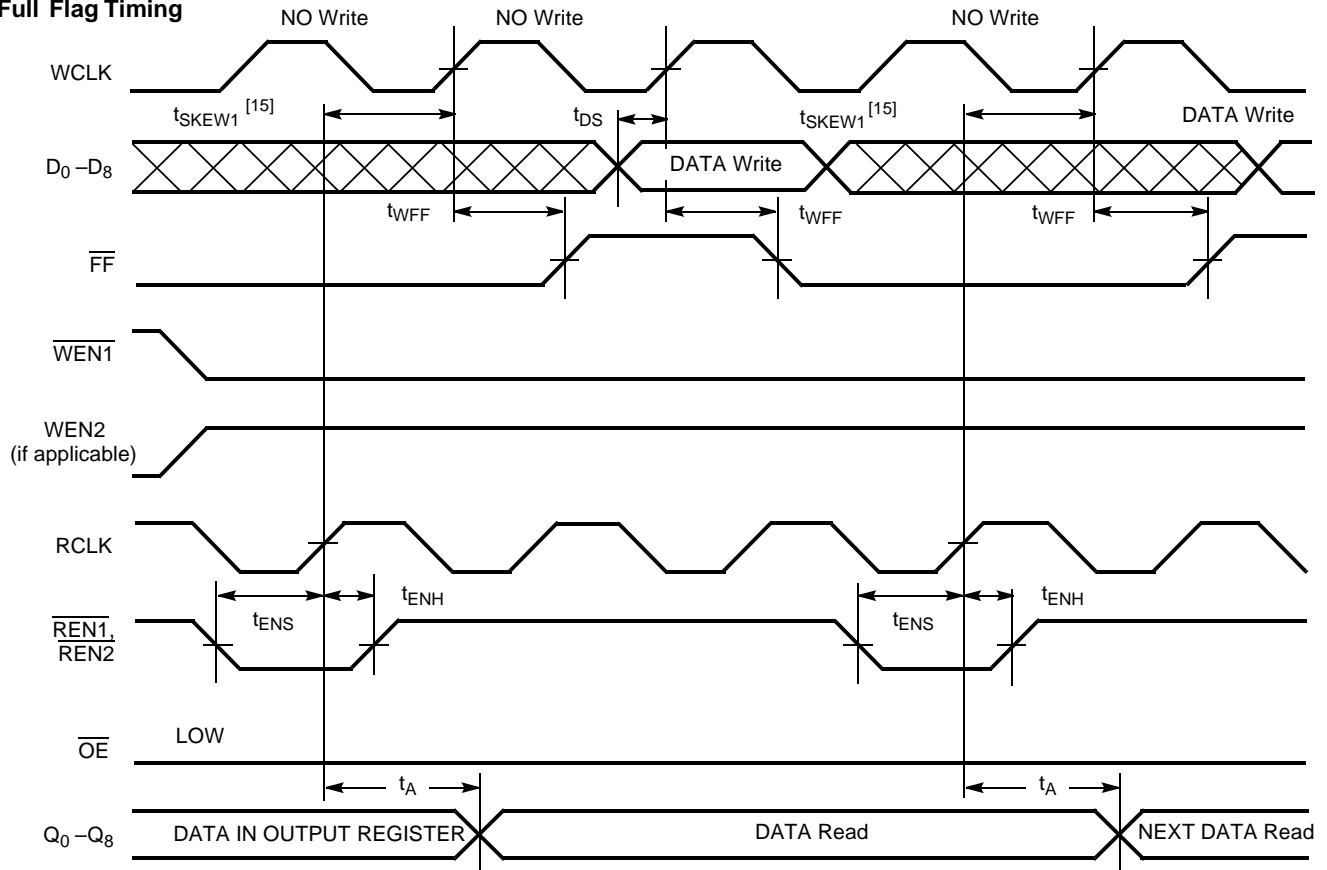 Full Flag Timing
NO Write
NO Write
NO Write
WCLK
tSKEW1 [15]
tDS
tSKEW1 [15]
DATA Write
D0 –D8
DATA Write
tWFF
tWFF
tWFF
FF
WEN1
WEN2
(if applicable)
RCLK
tENS
tENH
tENS
tENH
REN1,
REN2
OE
LOW
tA
tA
Q0 –Q8
DATA IN OUTPUT REGISTER
DATA Read
NEXT DATA Read